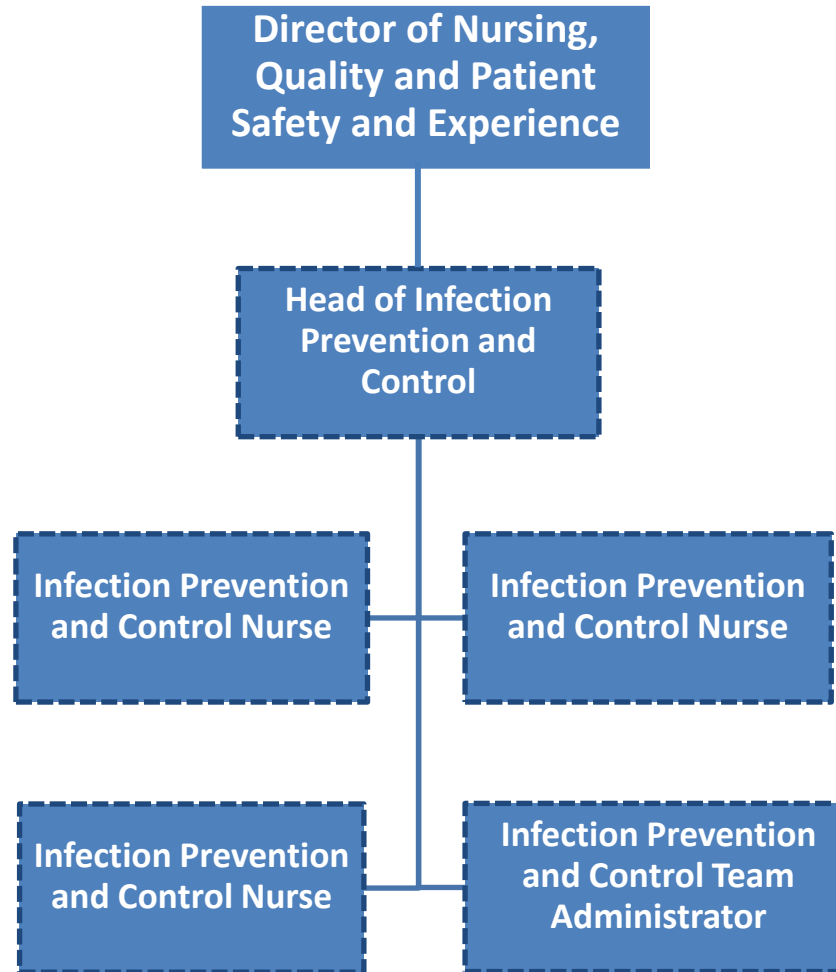 Director of Nursing,
Quality and Patient
Safety and Experience
Head of Infection
Prevention and
Control
Infection Prevention
and Control Nurse
Infection Prevention
and Control Nurse
Infection Prevention
and Control Nurse
Infection Prevention
and Control Team
Administrator